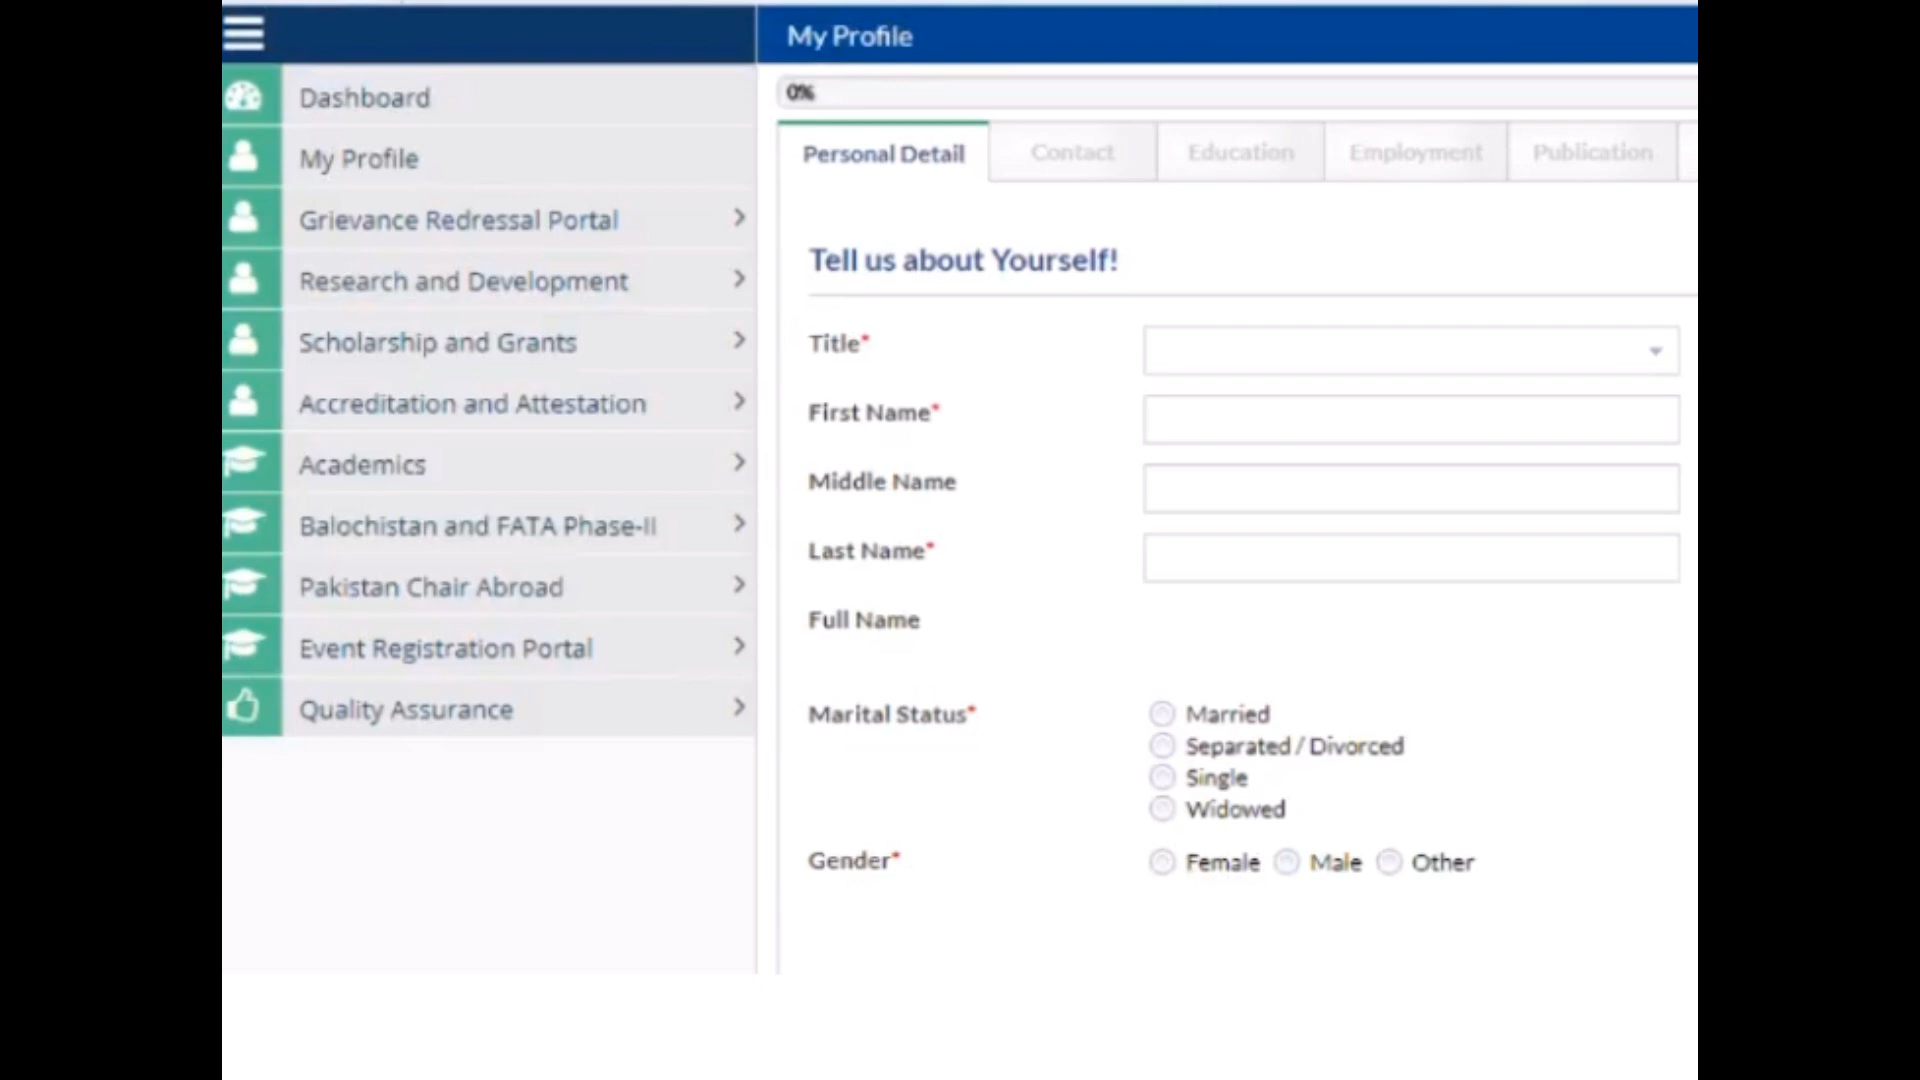 My Profile
Dashboard
My Profile
Grievance Redressal Portal
Research and Development
Scholarship and Grants
Accreditation and Attestation
Academics
Balochistan and FATA Phase-II
Pakistan Chair Abroad
Event Registration Portal
Quality Assurance
0%
Personal Detail Contact Education Employment Publication
Tell us about Yourself!
Title*
First Name*
Middle Name
Last Name*
Full Name
Marital Status* Married
Separated / Divorced
Single
Widowed
Gender* Female Male Other